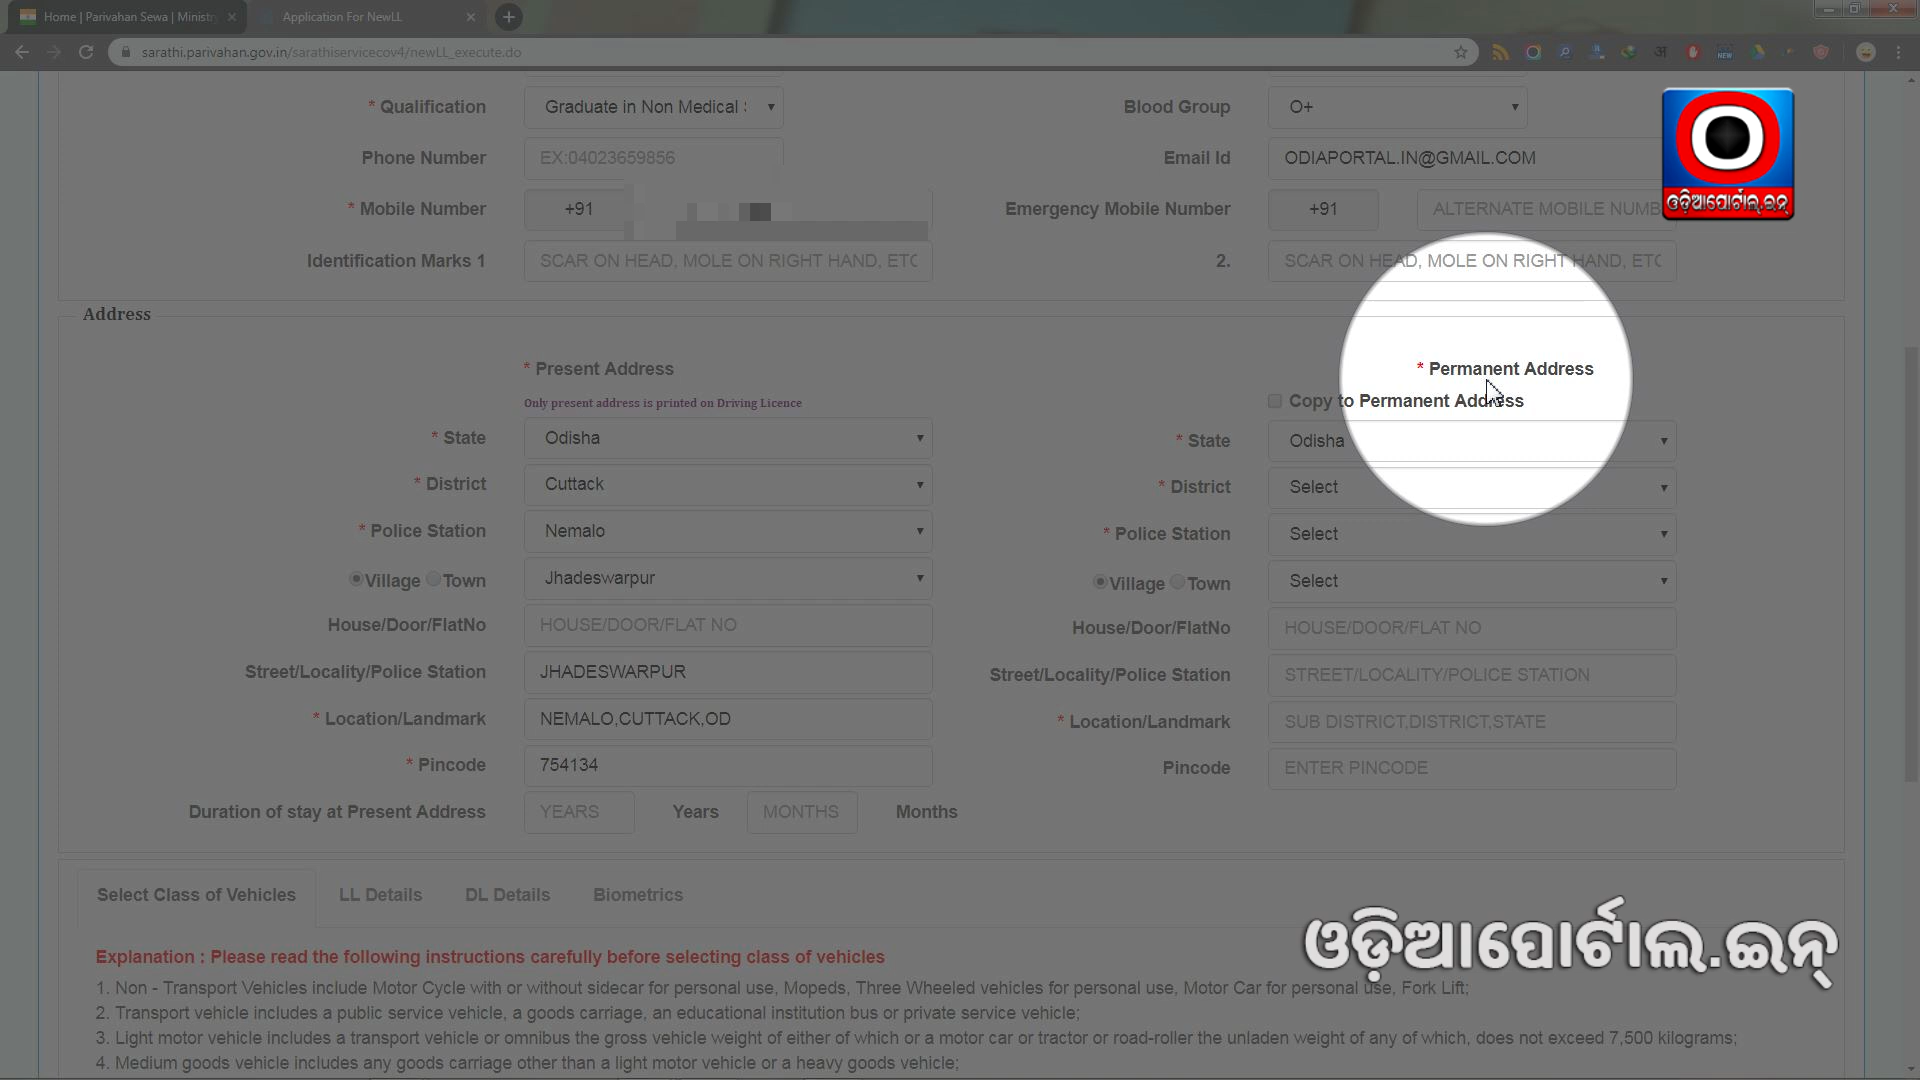 Home | Parivahan Sewa | Ministry
Application For NewLL
sarathi.parivahan.gov.in/sarathiservicecov4/newLL_execute.do
* Qualification Graduate in Non Medical Blood Group O+
Phone Number EX:04023659856 Email Id ODIAPORTAL.IN@GMAIL.COM
* Mobile Number +91 Emergency Mobile Number +91 ALTERNATE MOBILE NUMB
ଓଡ଼ିଆପୋର୍ଟାଲ.ଇନ୍
Identification Marks 1 SCAR ON HEAD, MOLE ON RIGHT HAND, ETC 2. SCAR ON HEAD, MOLE ON RIGHT HAND, ETC
Address
* Present Address * Permanent Address
Only present address is printed on Driving Licence Copy to Permanent Address
* State Odisha * State Odisha
* District Cuttack * District Select
* Police Station Nemalo * Police Station Select
Village Town Jhadeswarpur Village Town Select
House/Door/FlatNo HOUSE/DOOR/FLAT NO House/Door/FlatNo HOUSE/DOOR/FLAT NO
Street/Locality/Police Station JHADESWARPUR Street/Locality/Police Station STREET/LOCALITY/POLICE STATION
* Location/Landmark NEMALO,CUTTACK,OD * Location/Landmark SUB DISTRICT,DISTRICT,STATE
* Pincode 754134 Pincode ENTER PINCODE
Duration of stay at Present Address YEARS Years MONTHS Months
Select Class of Vehicles LL Details DL Details Biometrics
ଓଡ଼ିଆପୋର୍ଟାଲ.ଇନ୍
Explanation : Please read the following instructions carefully before selecting class of vehicles
1. Non - Transport Vehicles include Motor Cycle with or without sidecar for personal use, Mopeds, Three Wheeled vehicles for personal use, Motor Car for personal use, Fork Lift;
2. Transport vehicle includes a public service vehicle, a goods carriage, an educational institution bus or private service vehicle;
3. Light motor vehicle includes a transport vehicle or omnibus the gross vehicle weight of either of which or a motor car or tractor or road-roller the unladen weight of any of which, does not exceed 7,500 kilograms;
4. Medium goods vehicle includes any goods carriage other than a light motor vehicle or a heavy goods vehicle;